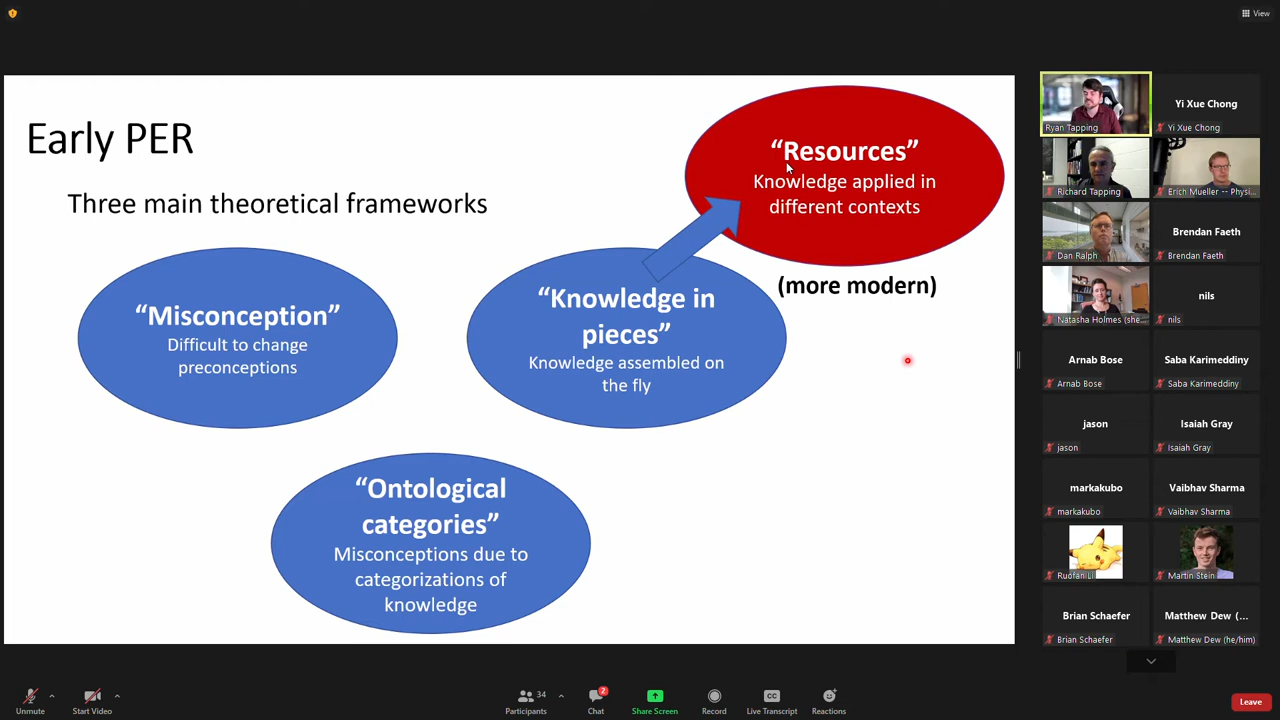 View
Early PER
Three main theoretical frameworks
“Resources”
Knowledge applied in
different contexts
(more modern)
“Misconception”
Difficult to change
preconceptions
“Knowledge in
pieces”
Knowledge assembled on
the fly
“Ontological
categories”
Misconceptions due to
categorizations of
knowledge
Ryan Tapping
Yi Xue Chong
Yi Xue Chong
Richard Tapping
Erich Mueller -- Physi...
Dan Ralph
Brendan Faeth
Brendan Faeth
Natasha Holmes (she...
nils
nils
Arnab Bose
Arnab Bose
Saba Karimeddiny
Saba Karimeddiny
jason
jason
Isaiah Gray
Isaiah Gray
markakubo
markakubo
Vaibhav Sharma
Vaibhav Sharma
Ruofan Li
Martin Stein
Brian Schaefer
Brian Schaefer
Matthew Dew (...
Matthew Dew (he/him)
Unmute
Start Video
34
Participants
2
Chat
Share Screen
Record
CC
Live Transcript
Reactions
Leave